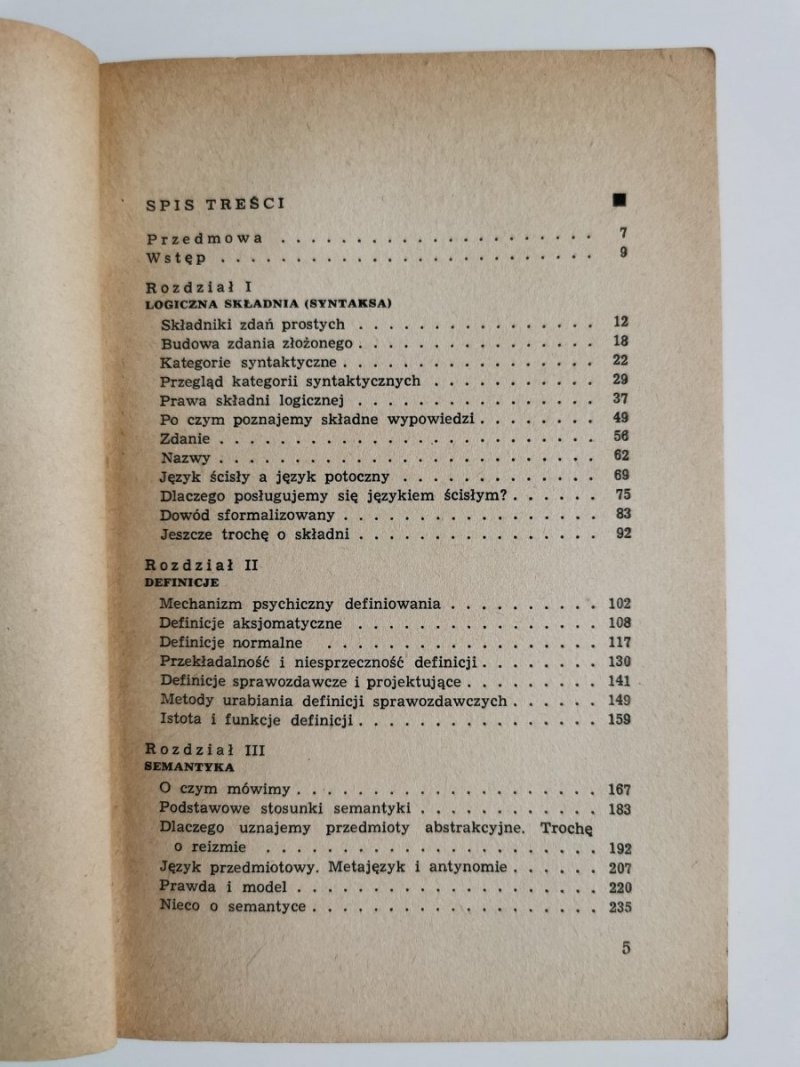 SPIS TREŚCI ■
Przedmowa . . . . . . . . . . . . . . . . . . . . . 7
Wstęp . . . . . . . . . . . . . . . . . . . . . . . . . 9
Rozdział I
LOGICZNA SKŁADNIA (SYNTAKSA)
Składniki zdań prostych . . . . . . . . . . . . . . . . 12
Budowa zdania złożonego . . . . . . . . . . . . . . . . 18
Kategorie syntaktyczne . . . . . . . . . . . . . . . . . 22
Przegląd kategorii syntaktycznych . . . . . . . . . . . 29
Prawa składni logicznej . . . . . . . . . . . . . . . . 37
Po czym poznajemy składne wypowiedzi . . . . . . . . 49
Zdanie . . . . . . . . . . . . . . . . . . . . . . . . . 56
Nazwy . . . . . . . . . . . . . . . . . . . . . . . . . 62
Język ścisły a język potoczny . . . . . . . . . . . . . 69
Dlaczego posługujemy się językiem ścisłym? . . . . . . 75
Dowód sformalizowany . . . . . . . . . . . . . . . . . 83
Jeszcze trochę o składni . . . . . . . . . . . . . . . . 92
Rozdział II
DEFINICJE
Mechanizm psychiczny definiowania . . . . . . . . . . 102
Definicje aksjomatyczne . . . . . . . . . . . . . . . . 108
Definicje normalne . . . . . . . . . . . . . . . . . . 117
Przekładalność i niesprzeczność definicji . . . . . . . . 130
Definicje sprawozdawcze i projektujące . . . . . . . . . 141
Metody urabiania definicji sprawozdawczych . . . . . . 149
Istota i funkcje definicji . . . . . . . . . . . . . . . . 159
Rozdział III
SEMANTYKA
O czym mówimy . . . . . . . . . . . . . . . . . . . . 167
Podstawowe stosunki semantyki . . . . . . . . . . . . 183
Dlaczego uznajemy przedmioty abstrakcyjne. Trochę
o reizmie . . . . . . . . . . . . . . . . . . . . . . 192
Język przedmiotowy. Metajęzyk i antynomie . . . . . . 207
Prawda i model . . . . . . . . . . . . . . . . . . . . 220
Nieco o semantyce . . . . . . . . . . . . . . . . . . . 235
5